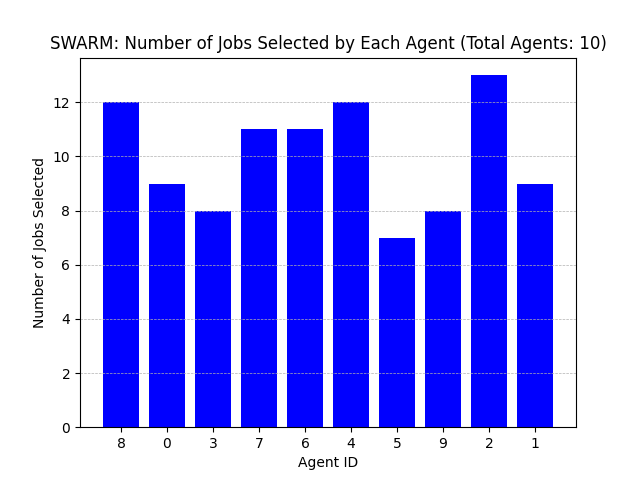 SWARM: Number of Jobs Selected by Each Agent (Total Agents: 10)
Number of Jobs Selected
12
10
8
6
4
2
0
8 0 3 7 6 4 5 9 2 1
Agent ID